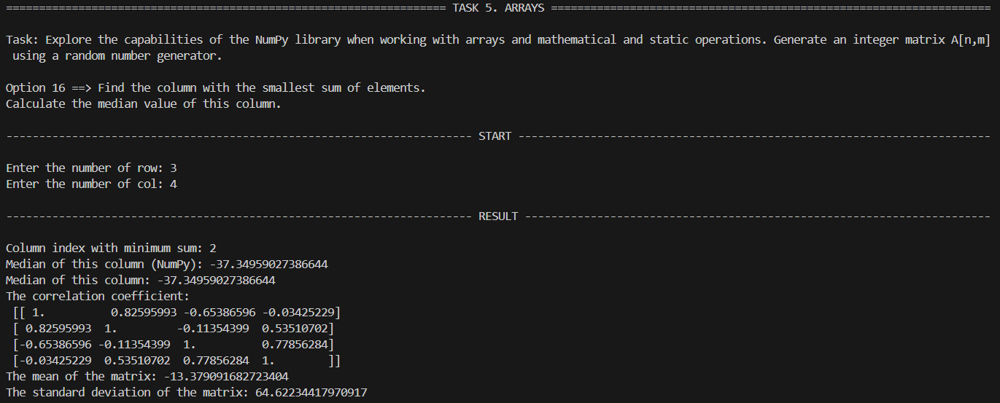 =================================================================== TASK 5. ARRAYS ===================================================================
Task: Explore the capabilities of the NumPy library when working with arrays and mathematical and static operations. Generate an integer matrix A[n,m]
 using a random number generator.
Option 16 ==> Find the column with the smallest sum of elements.
Calculate the median value of this column.
----------------------------------------------------------------------- START ------------------------------------------------------------------------
Enter the number of row: 3
Enter the number of col: 4
----------------------------------------------------------------------- RESULT -----------------------------------------------------------------------
Column index with minimum sum: 2
Median of this column (NumPy): -37.34959027386644
Median of this column: -37.34959027386644
The correlation coefficient:
 [[ 1.          0.82595993 -0.65386596 -0.03425229]
 [ 0.82595993  1.         -0.11354399  0.53510702]
 [-0.65386596 -0.11354399  1.          0.77856284]
 [-0.03425229  0.53510702  0.77856284  1.        ]]
The mean of the matrix: -13.379091682723404
The standard deviation of the matrix: 64.62234417970917